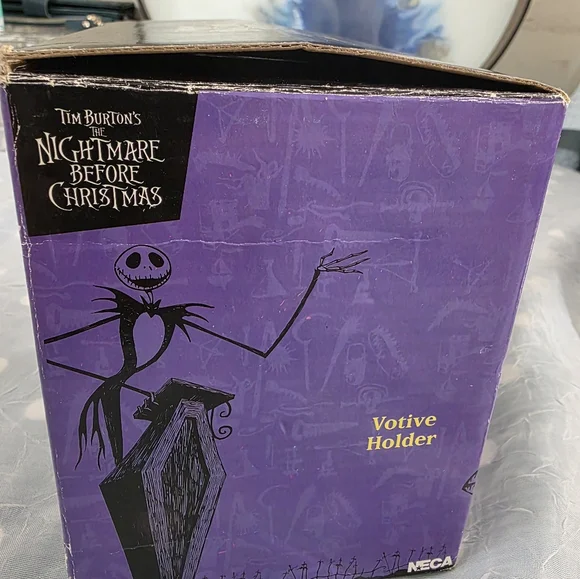 TIM BURTON'S
THE
NIGHTMARE
BEFORE
CHRISTMAS
Votive
Holder
NECA